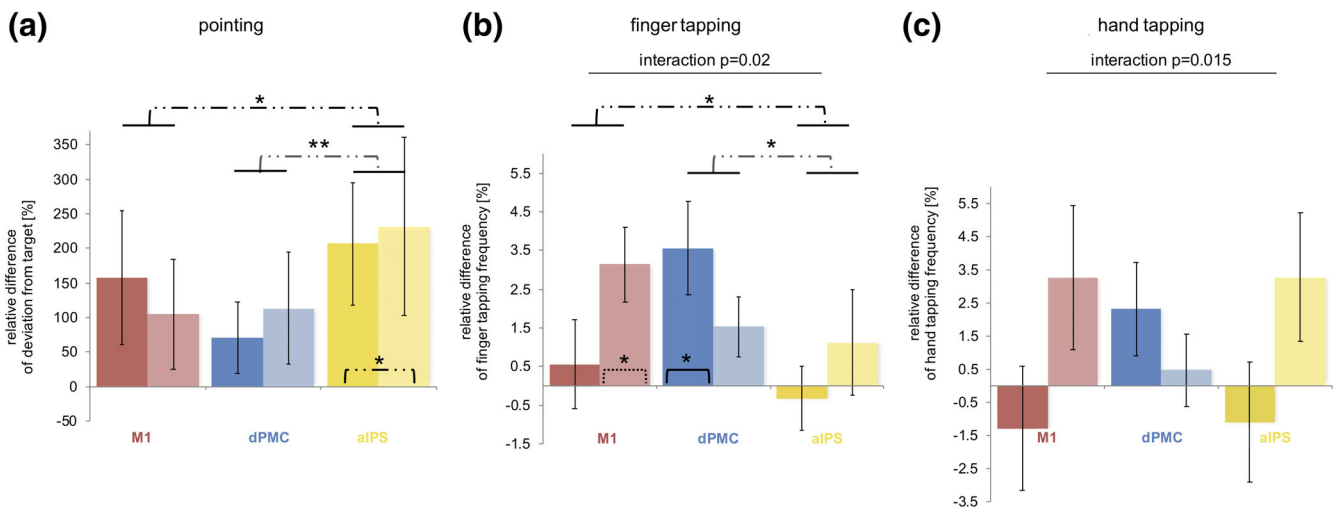 (a)
pointing
*
**
relative difference
of deviation from target [%]
350
300
250
200
150
100
50
0
-50
*
M1
dPMC
aIPS
(b)
finger tapping
interaction p=0.02
*
*
relative difference
of finger tapping frequency [%]
5.5
4.5
3.5
2.5
1.5
0.5
-0.5
-1.5
*
*
M1
dPMC
aIPS
(c)
hand tapping
interaction p=0.015
relative difference
of hand tapping frequency [%]
5.5
4.5
3.5
2.5
1.5
0.5
-0.5
-1.5
-2.5
-3.5
M1
dPMC
aIPS